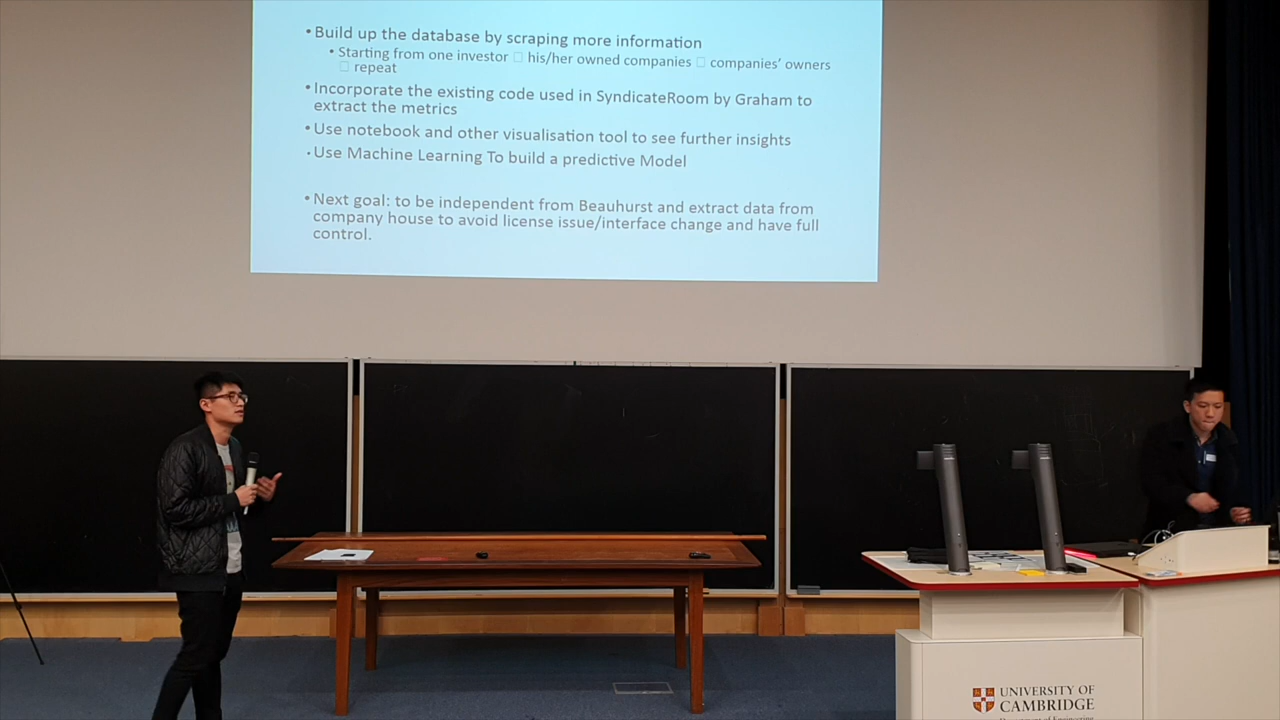 • Build up the database by scraping more information
• Starting from one investor □ his/her owned companies □ companies' owners
□ repeat
• Incorporate the existing code used in SyndicateRoom by Graham to
extract the metrics
• Use notebook and other visualisation tool to see further insights
• Use Machine Learning To build a predictive Model
• Next goal: to be independent from Beauhurst and extract data from
company house to avoid license issue/interface change and have full
control.
UNIVERSITY OF
CAMBRIDGE
Department of Engineering